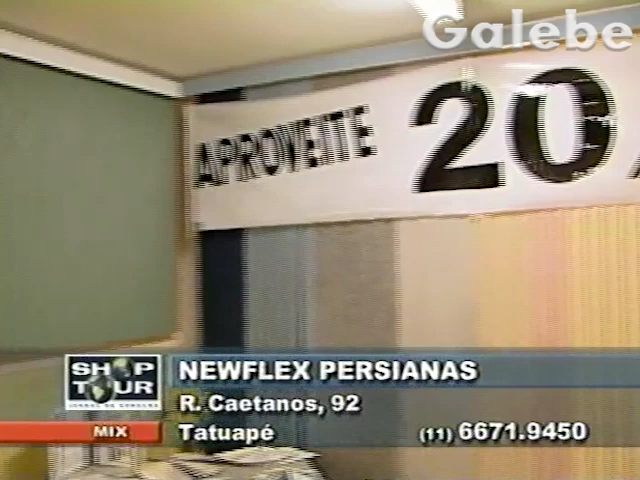 Galebe
APROVEITE 20
SHOP
TOUR
NEWFLEX PERSIANAS
R. Caetanos, 92
MIX
Tatuapé
(11) 6671.9450